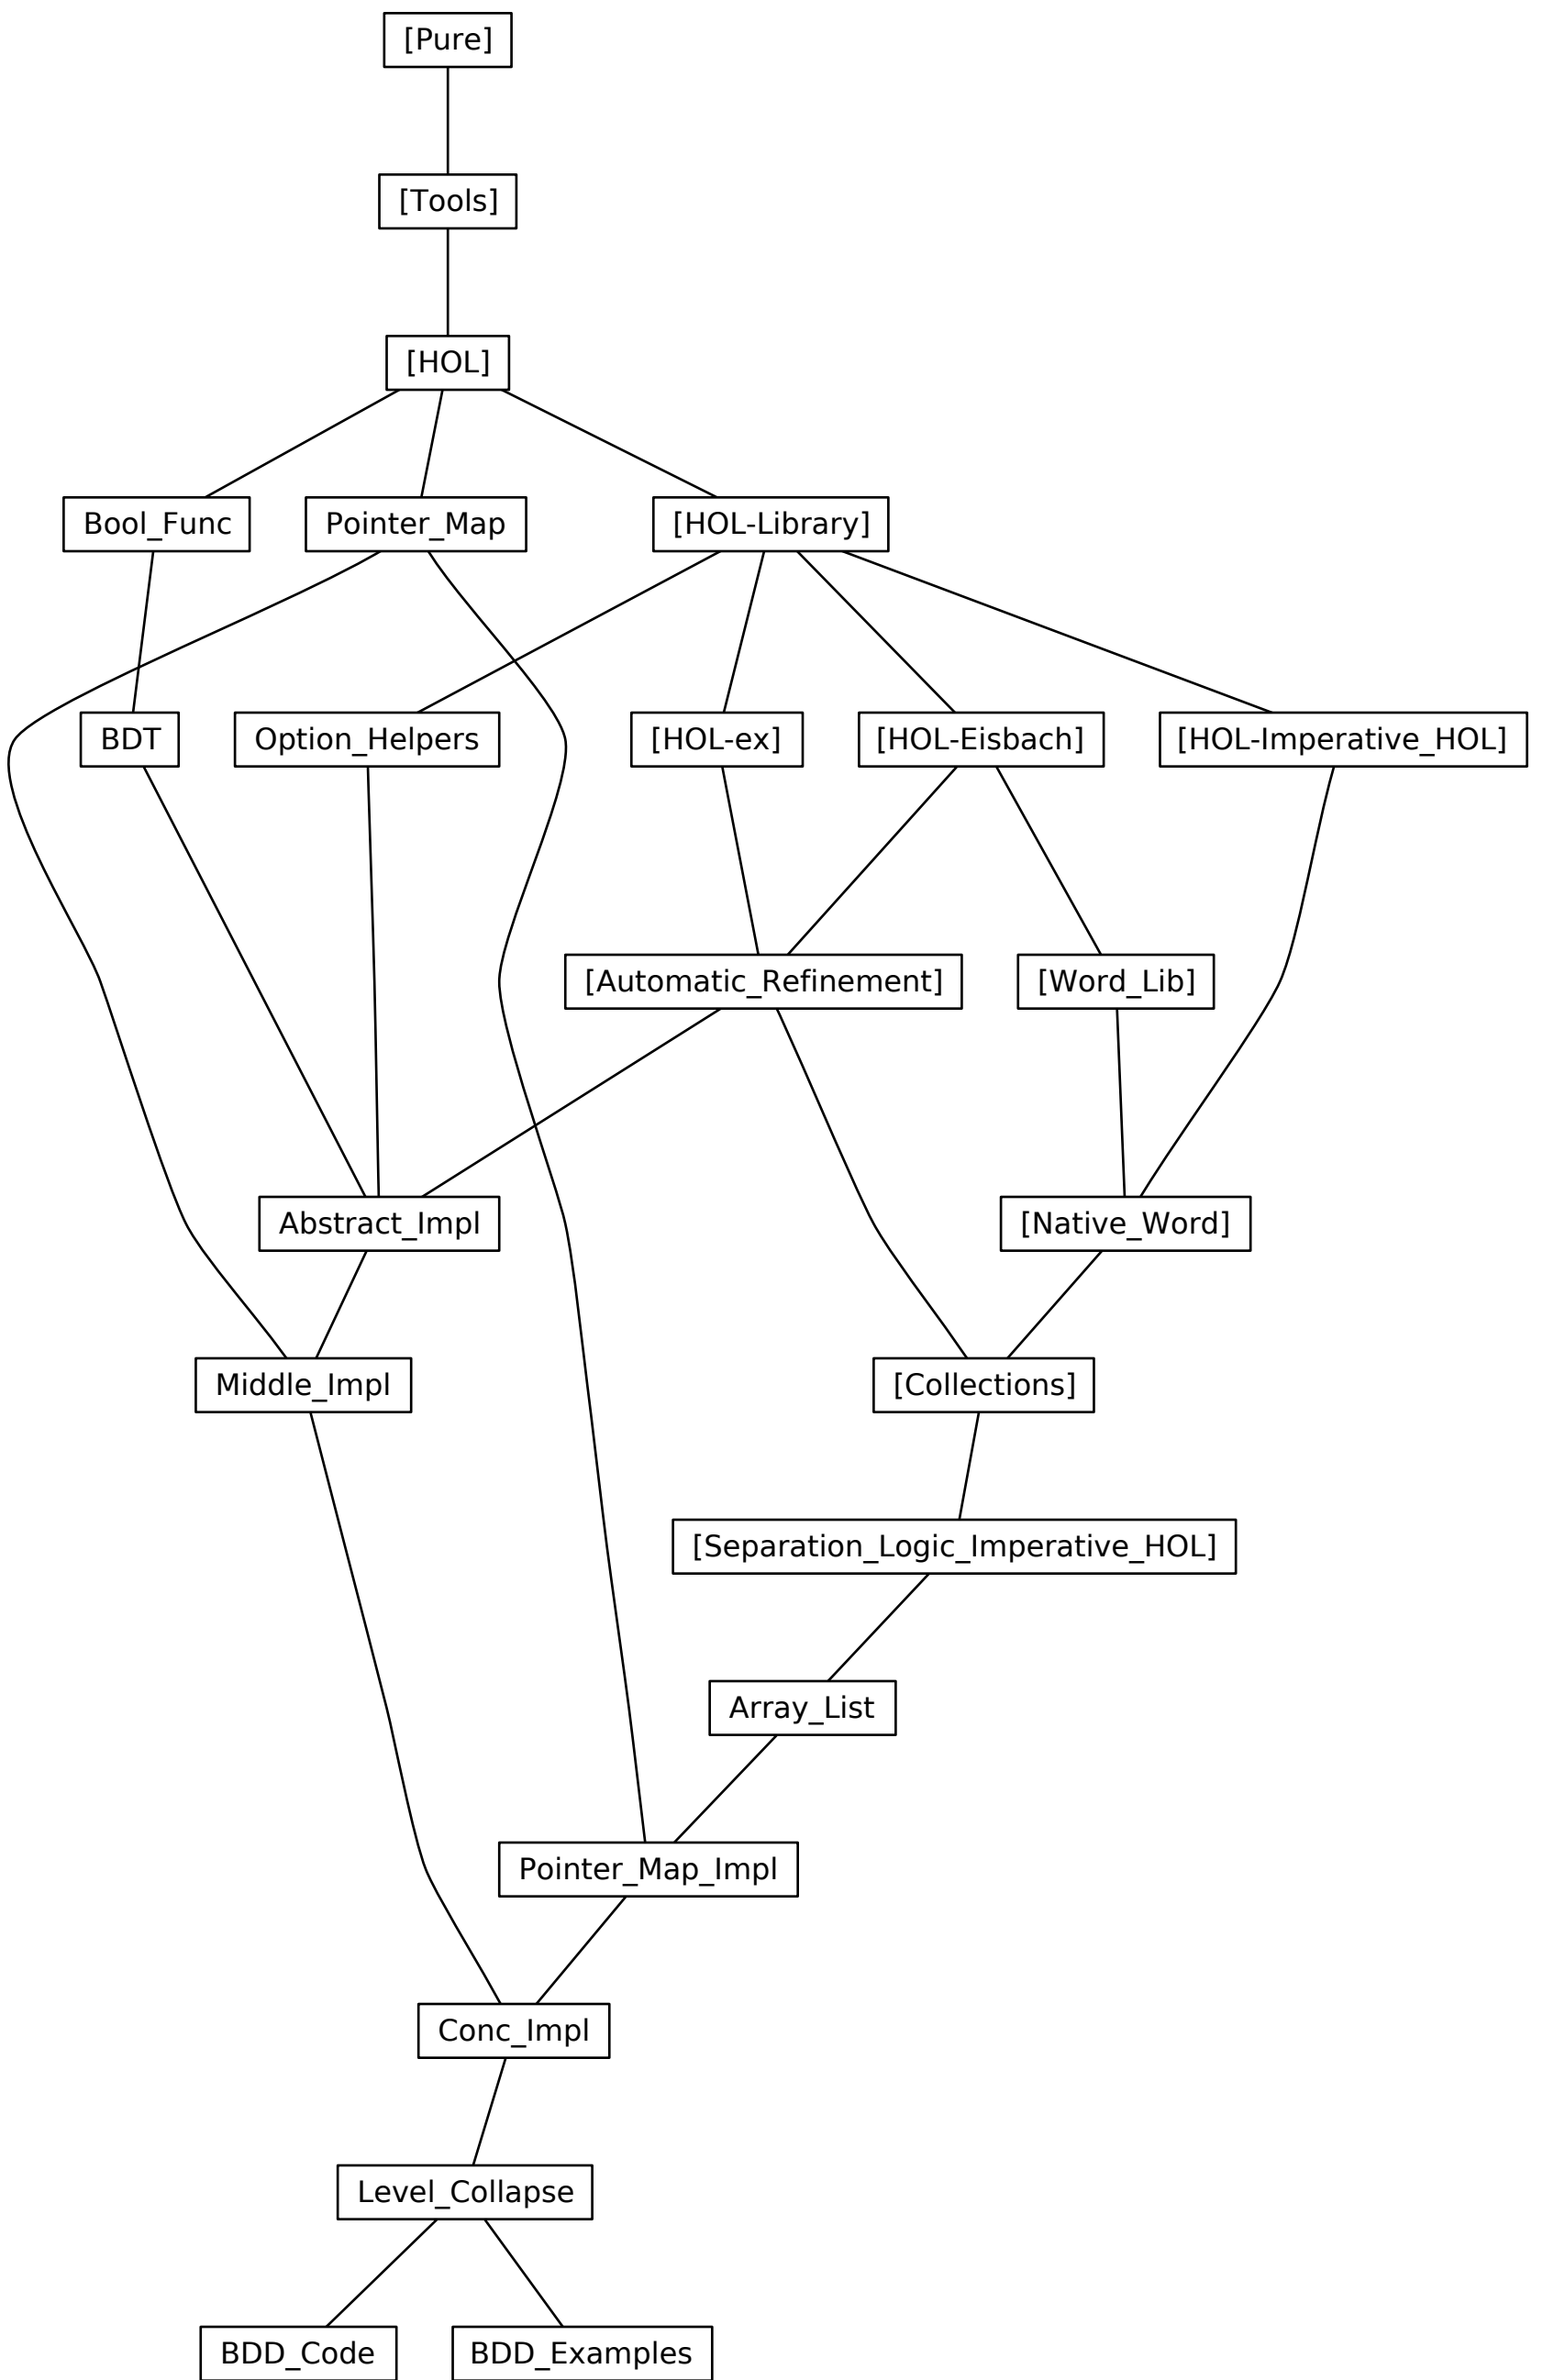 [Pure]
[Tools]
[HOL]
Bool_Func
Pointer_Map
[HOL-Library]
BDT
Option_Helpers
[HOL-ex]
[HOL-Eisbach]
[HOL-Imperative_HOL]
[Automatic_Refinement]
[Word_Lib]
Abstract_Impl
[Native_Word]
Middle_Impl
[Collections]
[Separation_Logic_Imperative_HOL]
Array_List
Pointer_Map_Impl
Conc_Impl
Level_Collapse
BDD_Code
BDD_Examples